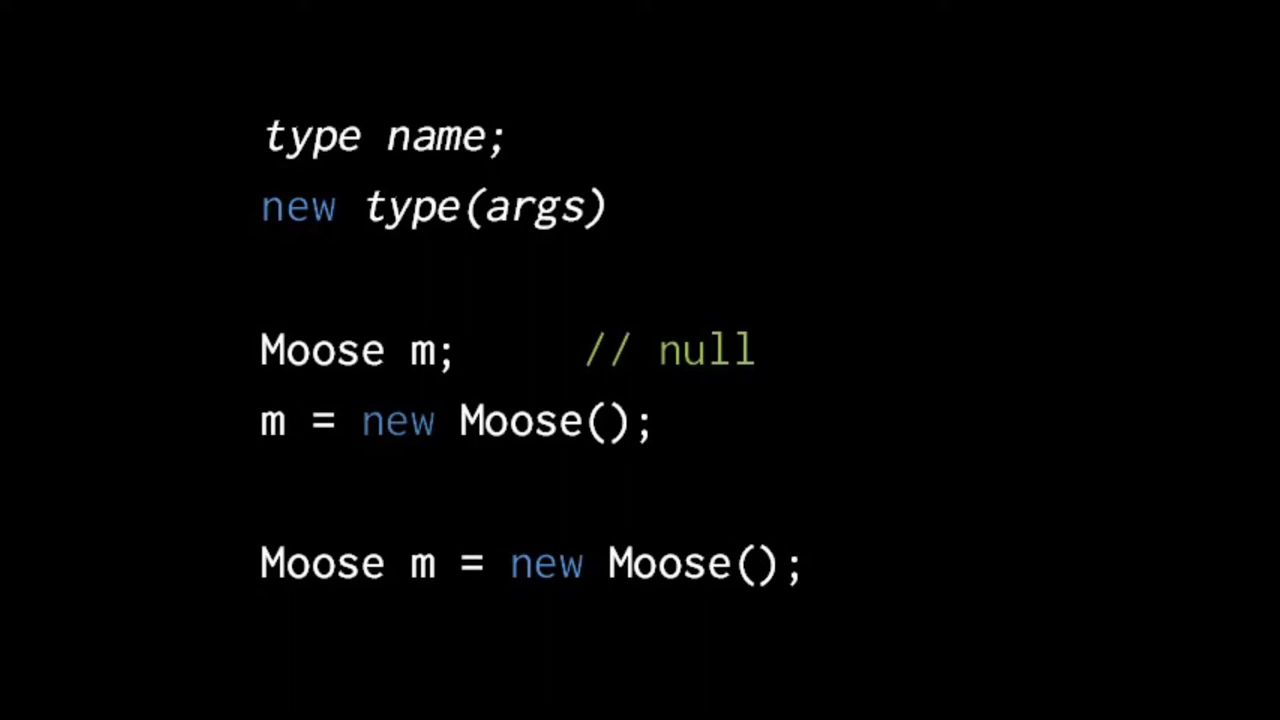 type name;
new type(args)
Moose m;     // null
m = new Moose();
Moose m = new Moose();